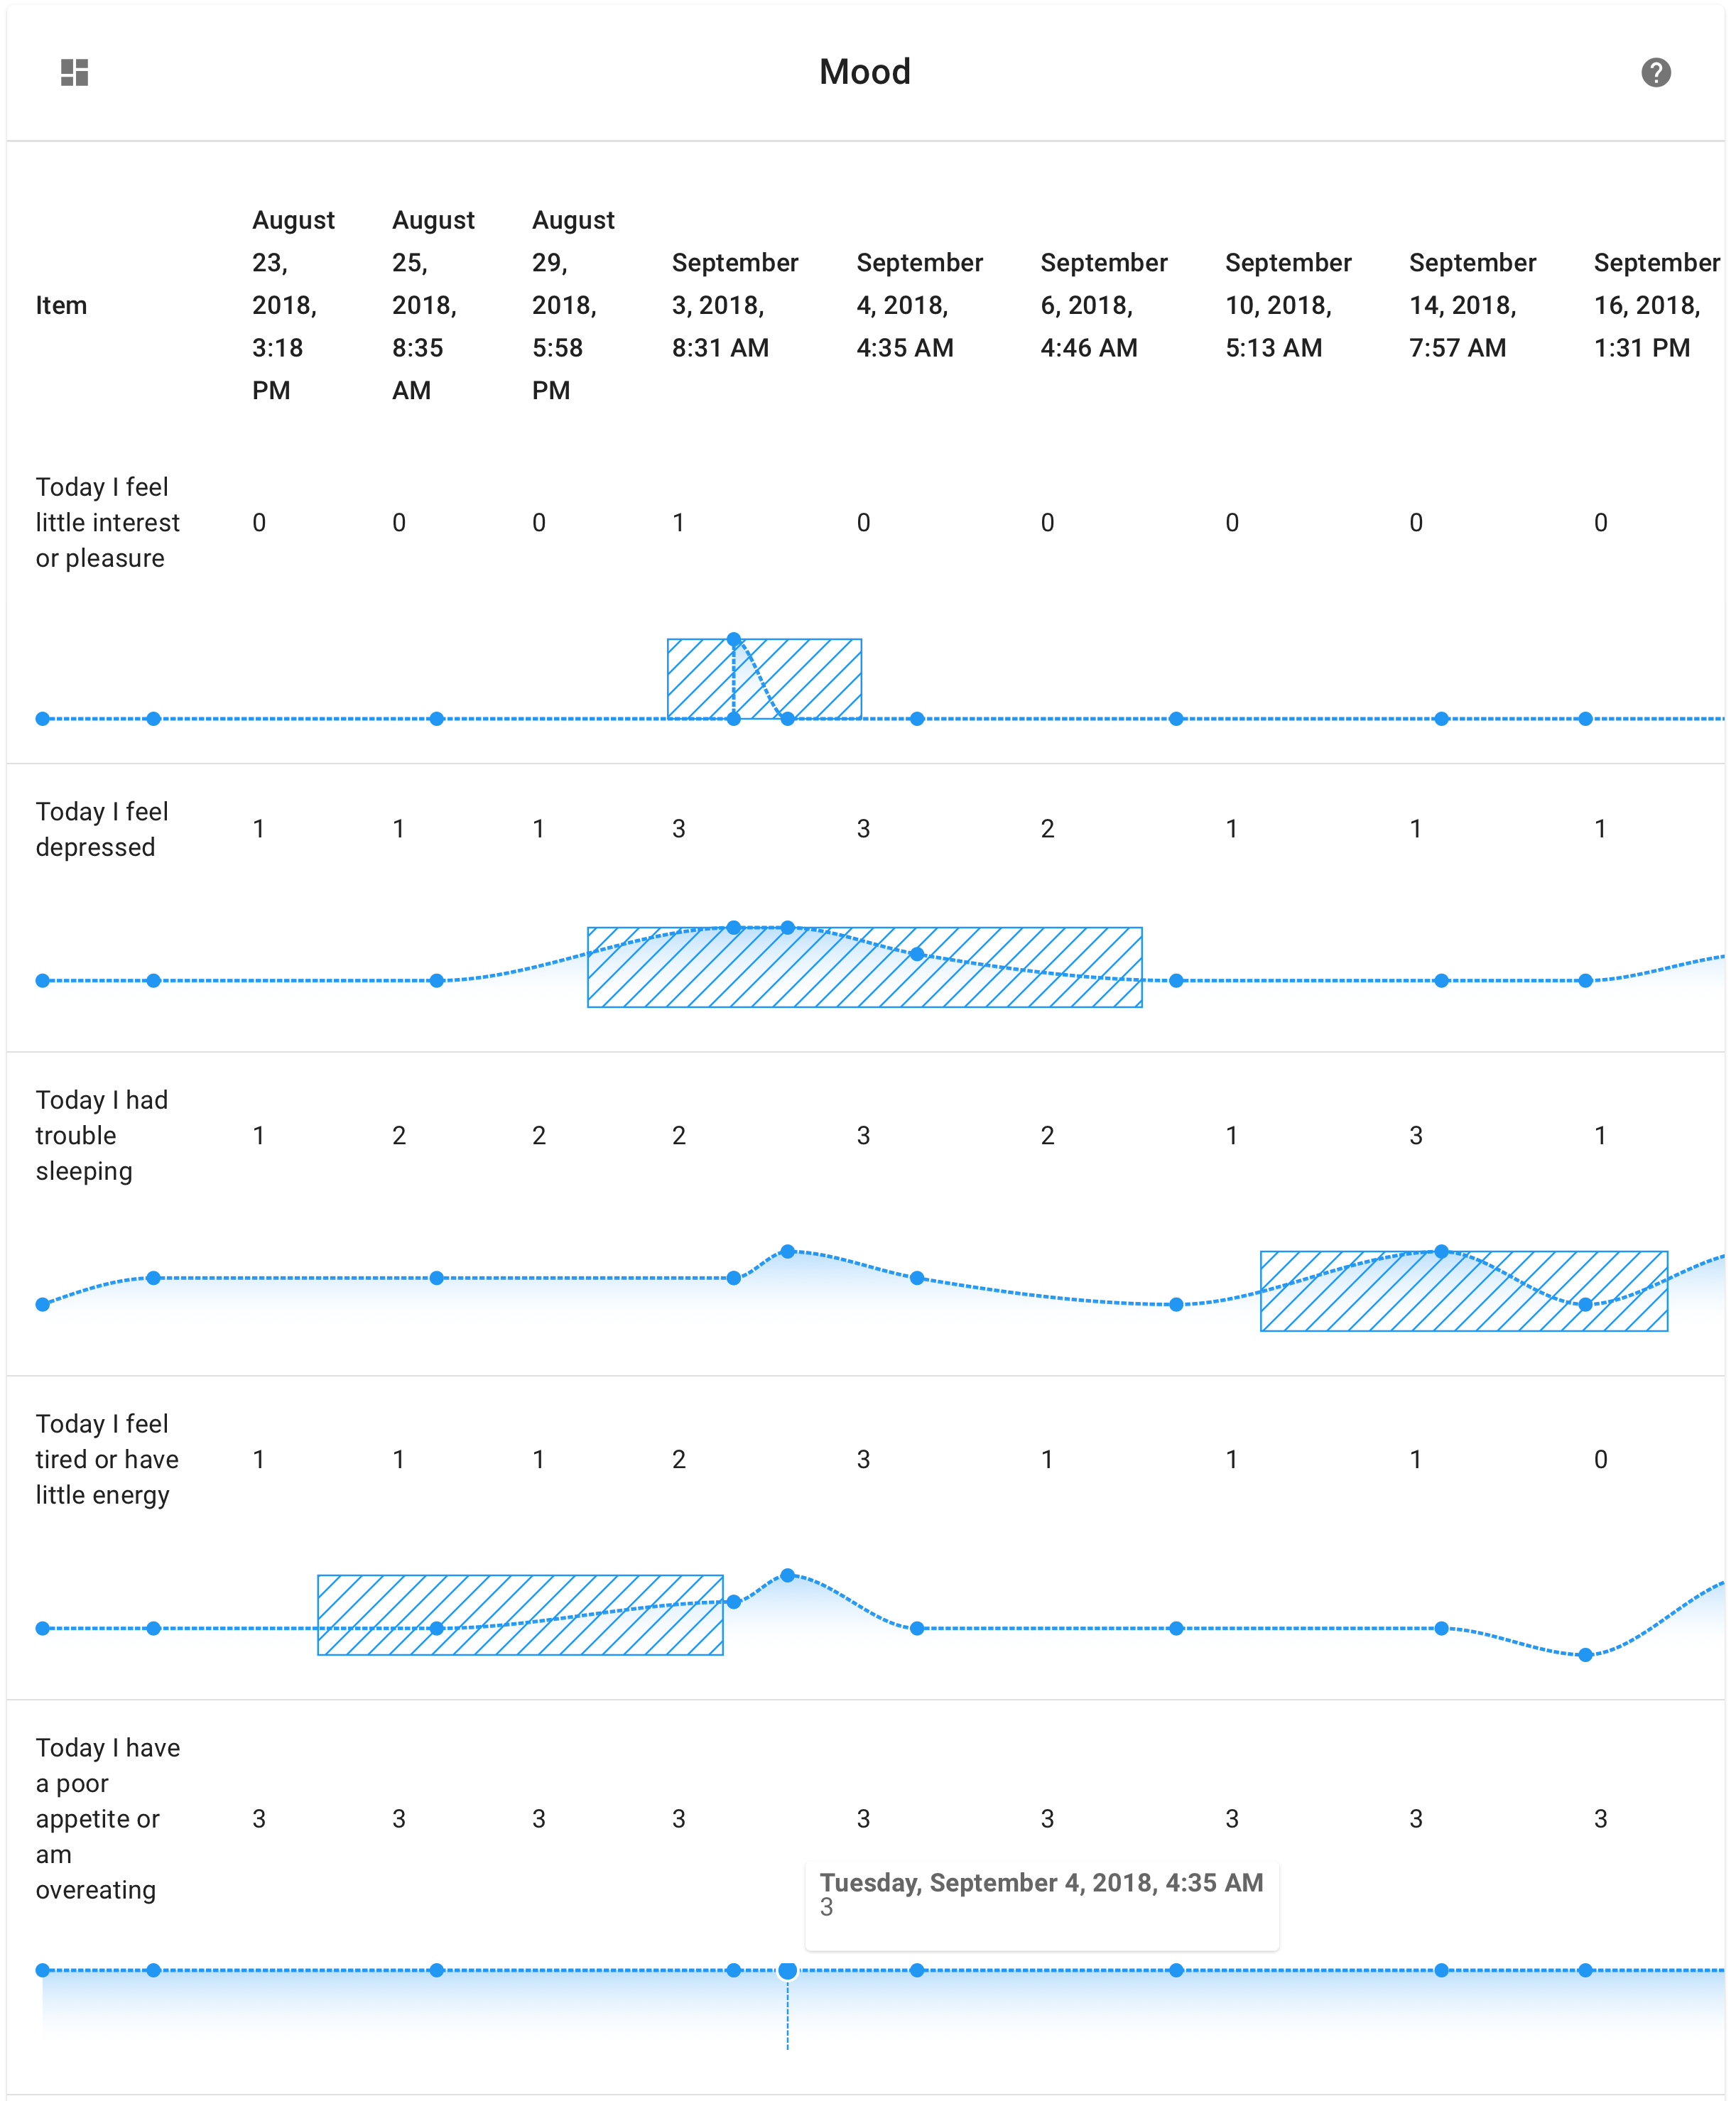 Mood
Item
August
23,
2018,
3:18
PM
August
25,
2018,
8:35
AM
August
29,
2018,
5:58
PM
September
3, 2018,
8:31 AM
September
4, 2018,
4:35 AM
September
6, 2018,
4:46 AM
September
10, 2018,
5:13 AM
September
14, 2018,
7:57 AM
September
16, 2018,
1:31 PM
Today I feel
little interest
or pleasure
0 0 0 1 0 0 0 0 0
Today I feel
depressed
1 1 1 3 3 2 1 1 1
Today I had
trouble
sleeping
1 2 2 2 3 2 1 3 1
Today I feel
tired or have
little energy
1 1 1 2 3 1 1 1 0
Today I have
a poor
appetite or
am
overeating
3 3 3 3 3 3 3 3 3
Tuesday, September 4, 2018, 4:35 AM
3